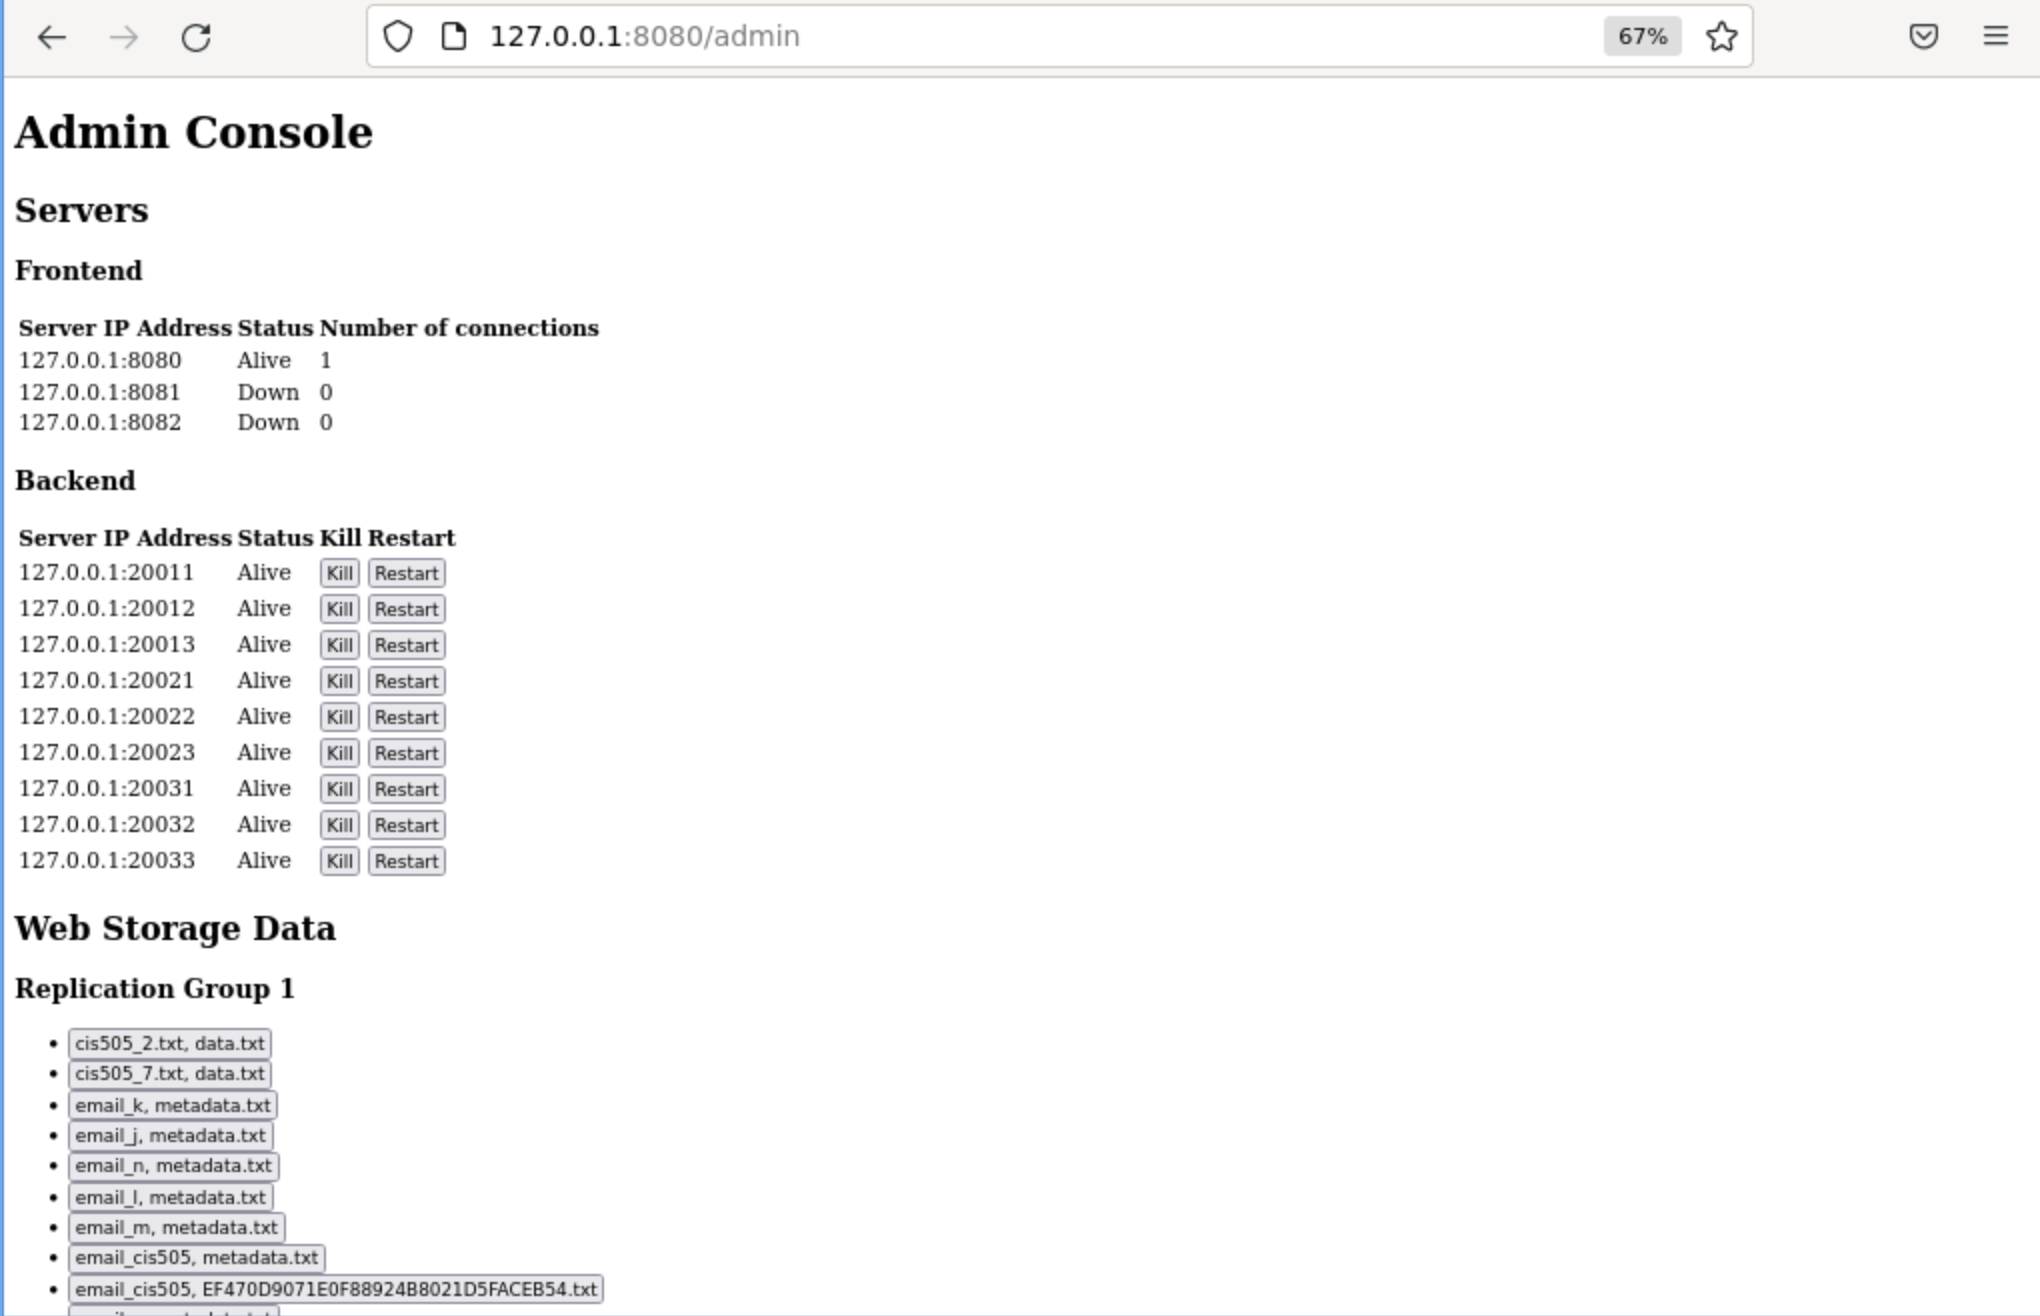 127.0.0.1:8080/admin 67%
Admin Console
Servers
Frontend
Server IP Address Status Number of connections
127.0.0.1:8080 Alive 1
127.0.0.1:8081 Down 0
127.0.0.1:8082 Down 0
Backend
Server IP Address Status Kill Restart
127.0.0.1:20011 Alive Kill Restart
127.0.0.1:20012 Alive Kill Restart
127.0.0.1:20013 Alive Kill Restart
127.0.0.1:20021 Alive Kill Restart
127.0.0.1:20022 Alive Kill Restart
127.0.0.1:20023 Alive Kill Restart
127.0.0.1:20031 Alive Kill Restart
127.0.0.1:20032 Alive Kill Restart
127.0.0.1:20033 Alive Kill Restart
Web Storage Data
Replication Group 1
• cis505_2.txt, data.txt
• cis505_7.txt, data.txt
• email_k, metadata.txt
• email_j, metadata.txt
• email_n, metadata.txt
• email_l, metadata.txt
• email_m, metadata.txt
• email_cis505, metadata.txt
• email_cis505, EF470D9071E0F88924B8021D5FACEB54.txt